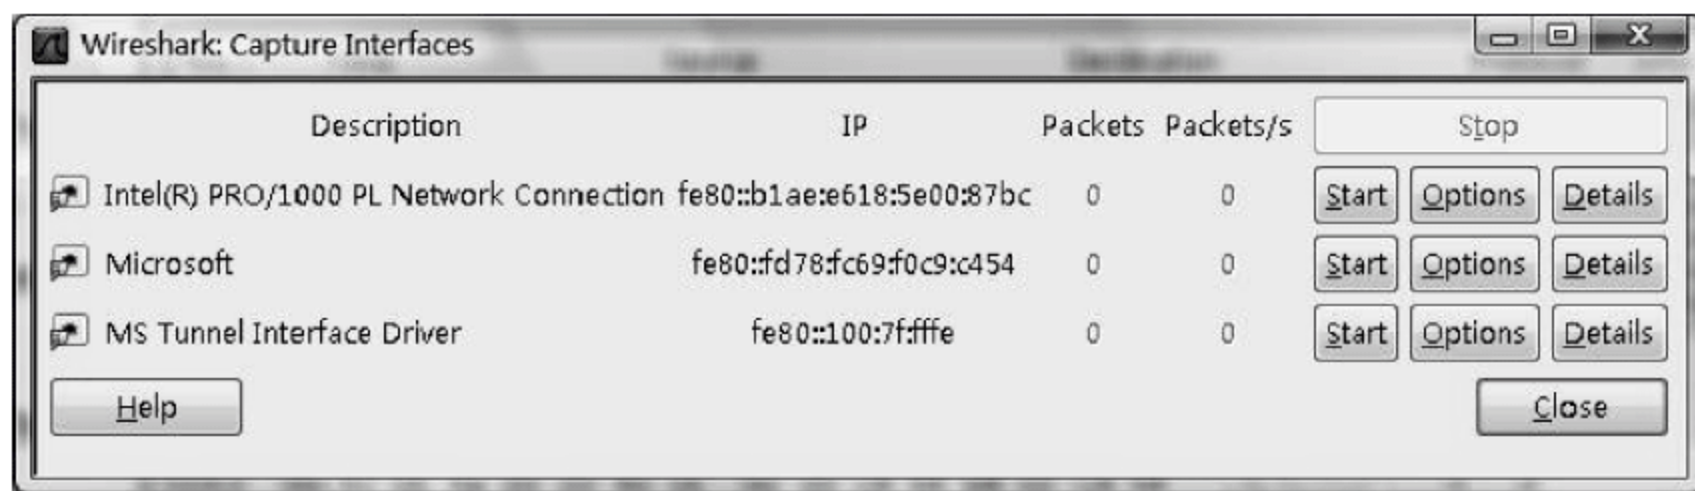 Wireshark: Capture Interfaces
Description IP Packets Packets/s Stop
Intel(R) PRO/1000 PL Network Connection fe80::b1ae:e618:5e00:87bc 0 0 Start Options Details
Microsoft fe80::fd78:fc69:f0c9:c454 0 0 Start Options Details
MS Tunnel Interface Driver fe80::100:7f:fffe 0 0 Start Options Details
Help Close